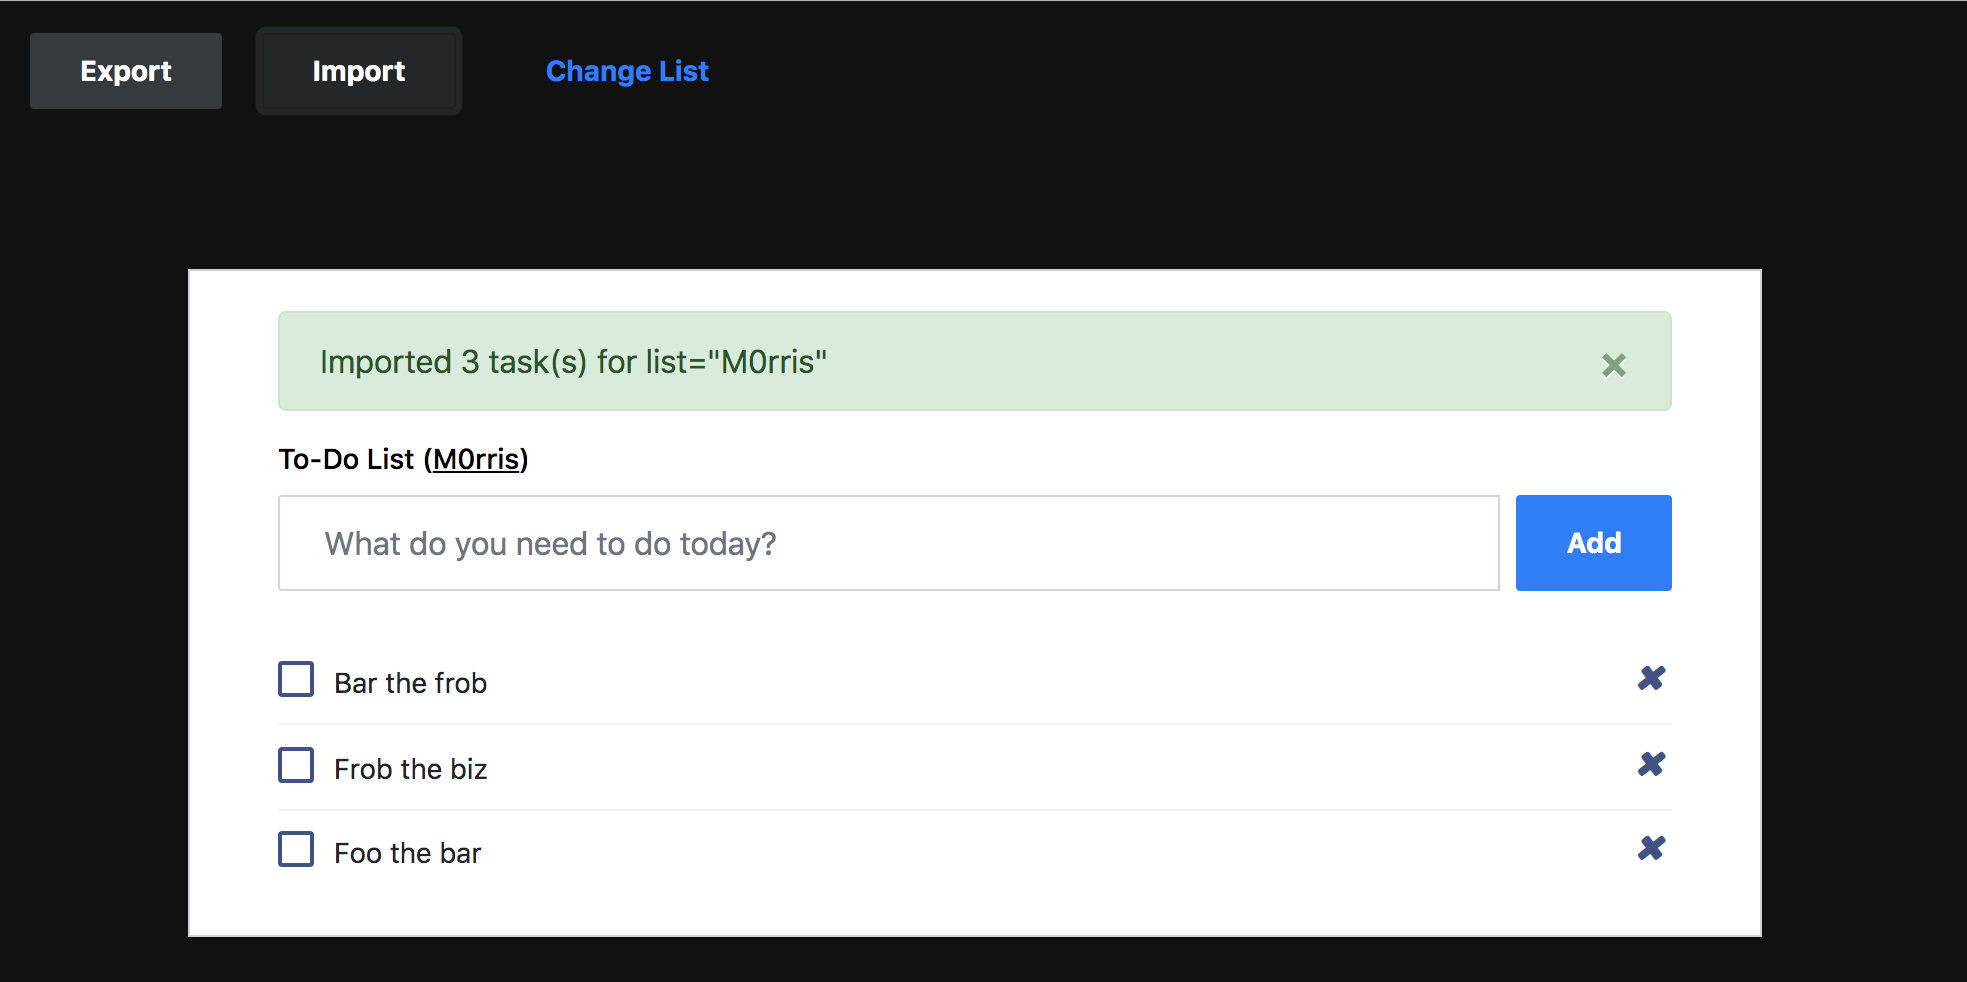 Export Import Change List
Imported 3 task(s) for list="M0rris"
To-Do List (M0rris)
What do you need to do today? Add
Bar the frob
Frob the biz
Foo the bar